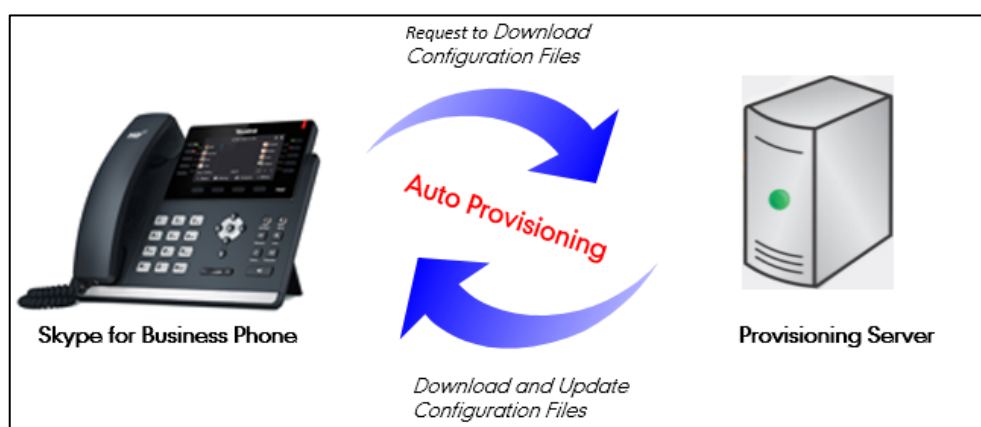 Request to Download
Configuration Files
Auto Provisioning
Skype for Business Phone
Provisioning Server
Download and Update
Configuration Files